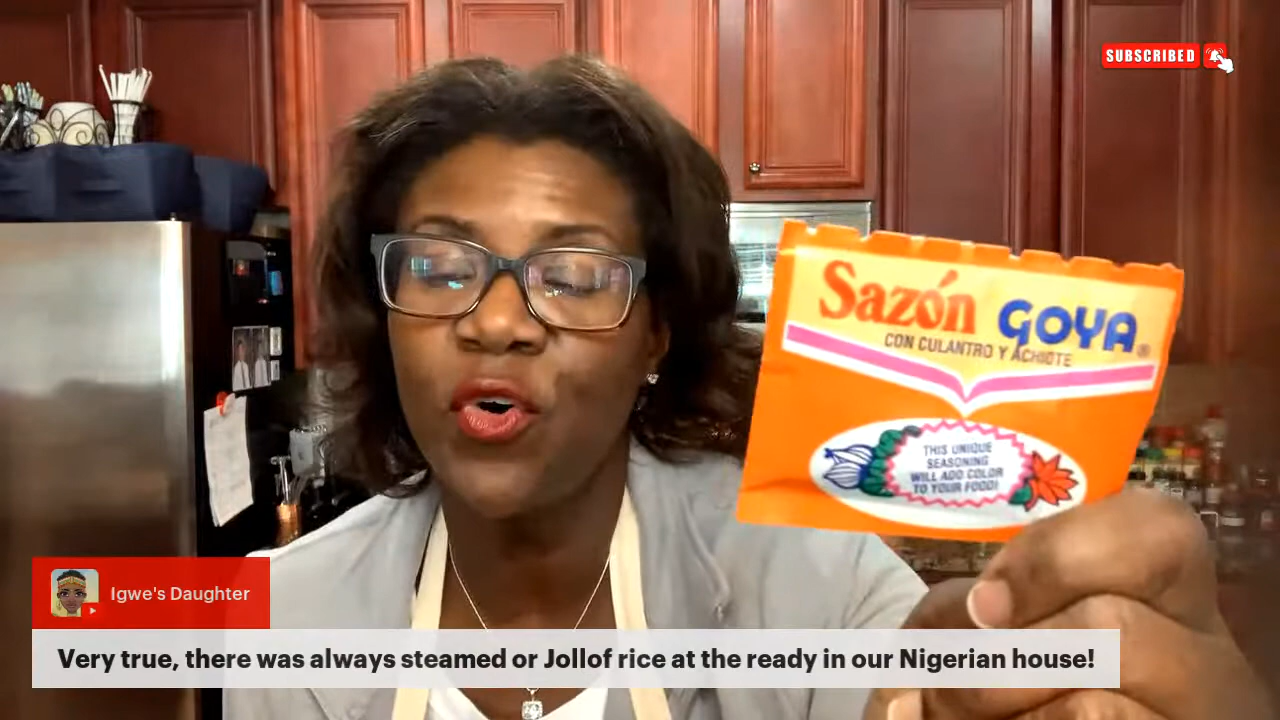 SUBSCRIBED
Sazón GOYA®
CON CULANTRO Y ACHIOTE
THIS UNIQUE
SEASONING
WILL ADD COLOR
TO YOUR FOOD!
Igwe's Daughter
Very true, there was always steamed or Jollof rice at the ready in our Nigerian house!